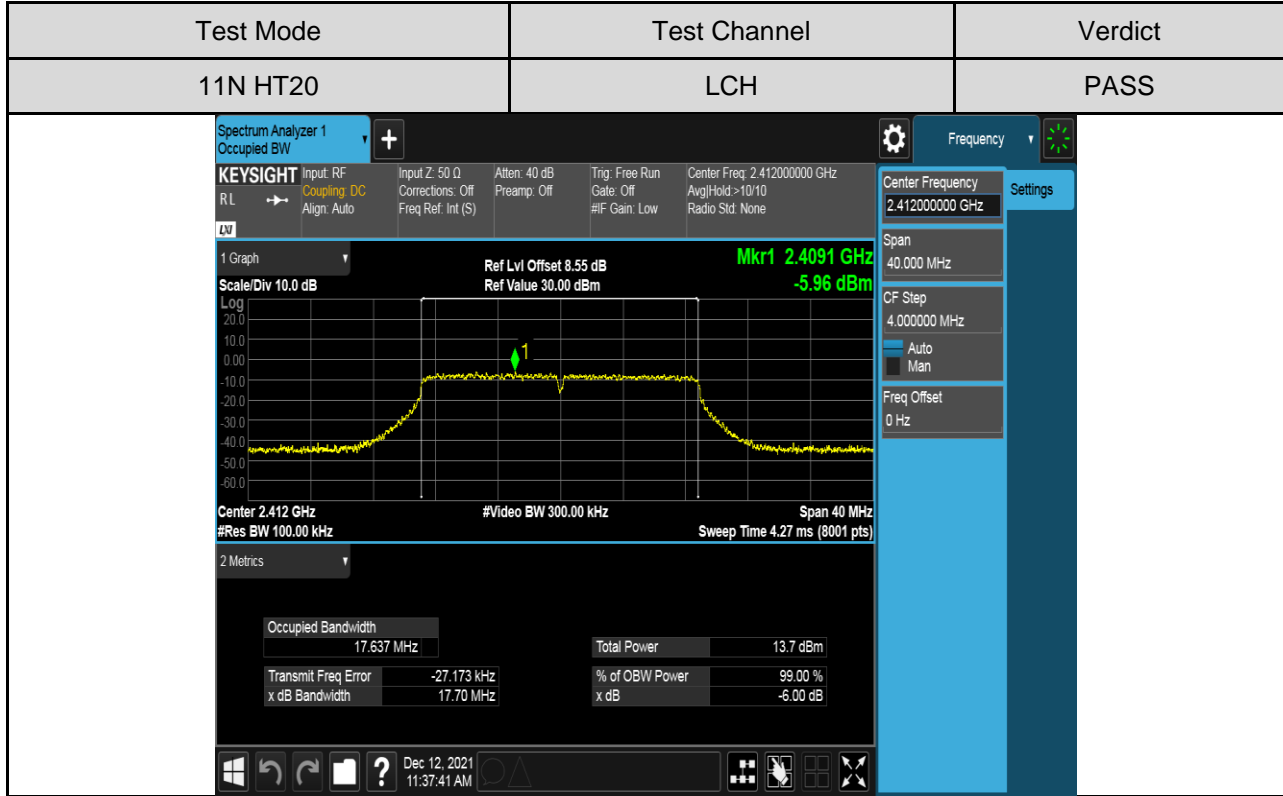 Test Mode
Test Channel
Verdict
11N HT20
LCH
PASS
Spectrum Analyzer 1
Occupied BW
+
Frequency
KEYSIGHT
RL
LXI
Input: RF
Coupling: DC
Align: Auto
Input Z: 50 Ω
Corrections: Off
Freq Ref: Int (S)
Atten: 40 dB
Preamp: Off
Trig: Free Run
Gate: Off
#IF Gain: Low
Center Freq: 2.412000000 GHz
Avg|Hold:>10/10
Radio Std: None
Center Frequency
2.412000000 GHz
Settings
Span
40.000 MHz
CF Step
4.000000 MHz
Auto
Man
Freq Offset
0 Hz
1 Graph
Scale/Div 10.0 dB
Ref Lvl Offset 8.55 dB
Ref Value 30.00 dBm
Mkr1 2.4091 GHz
-5.96 dBm
Log
20.0
10.0
0.00
-10.0
-20.0
-30.0
-40.0
-50.0
-60.0
1
Center 2.412 GHz
#Video BW 300.00 kHz
Span 40 MHz
#Res BW 100.00 kHz
Sweep Time 4.27 ms (8001 pts)
2 Metrics
Occupied Bandwidth
17.637 MHz
Total Power 13.7 dBm
Transmit Freq Error -27.173 kHz
% of OBW Power 99.00 %
x dB Bandwidth 17.70 MHz
x dB -6.00 dB
?
Dec 12, 2021
11:37:41 AM